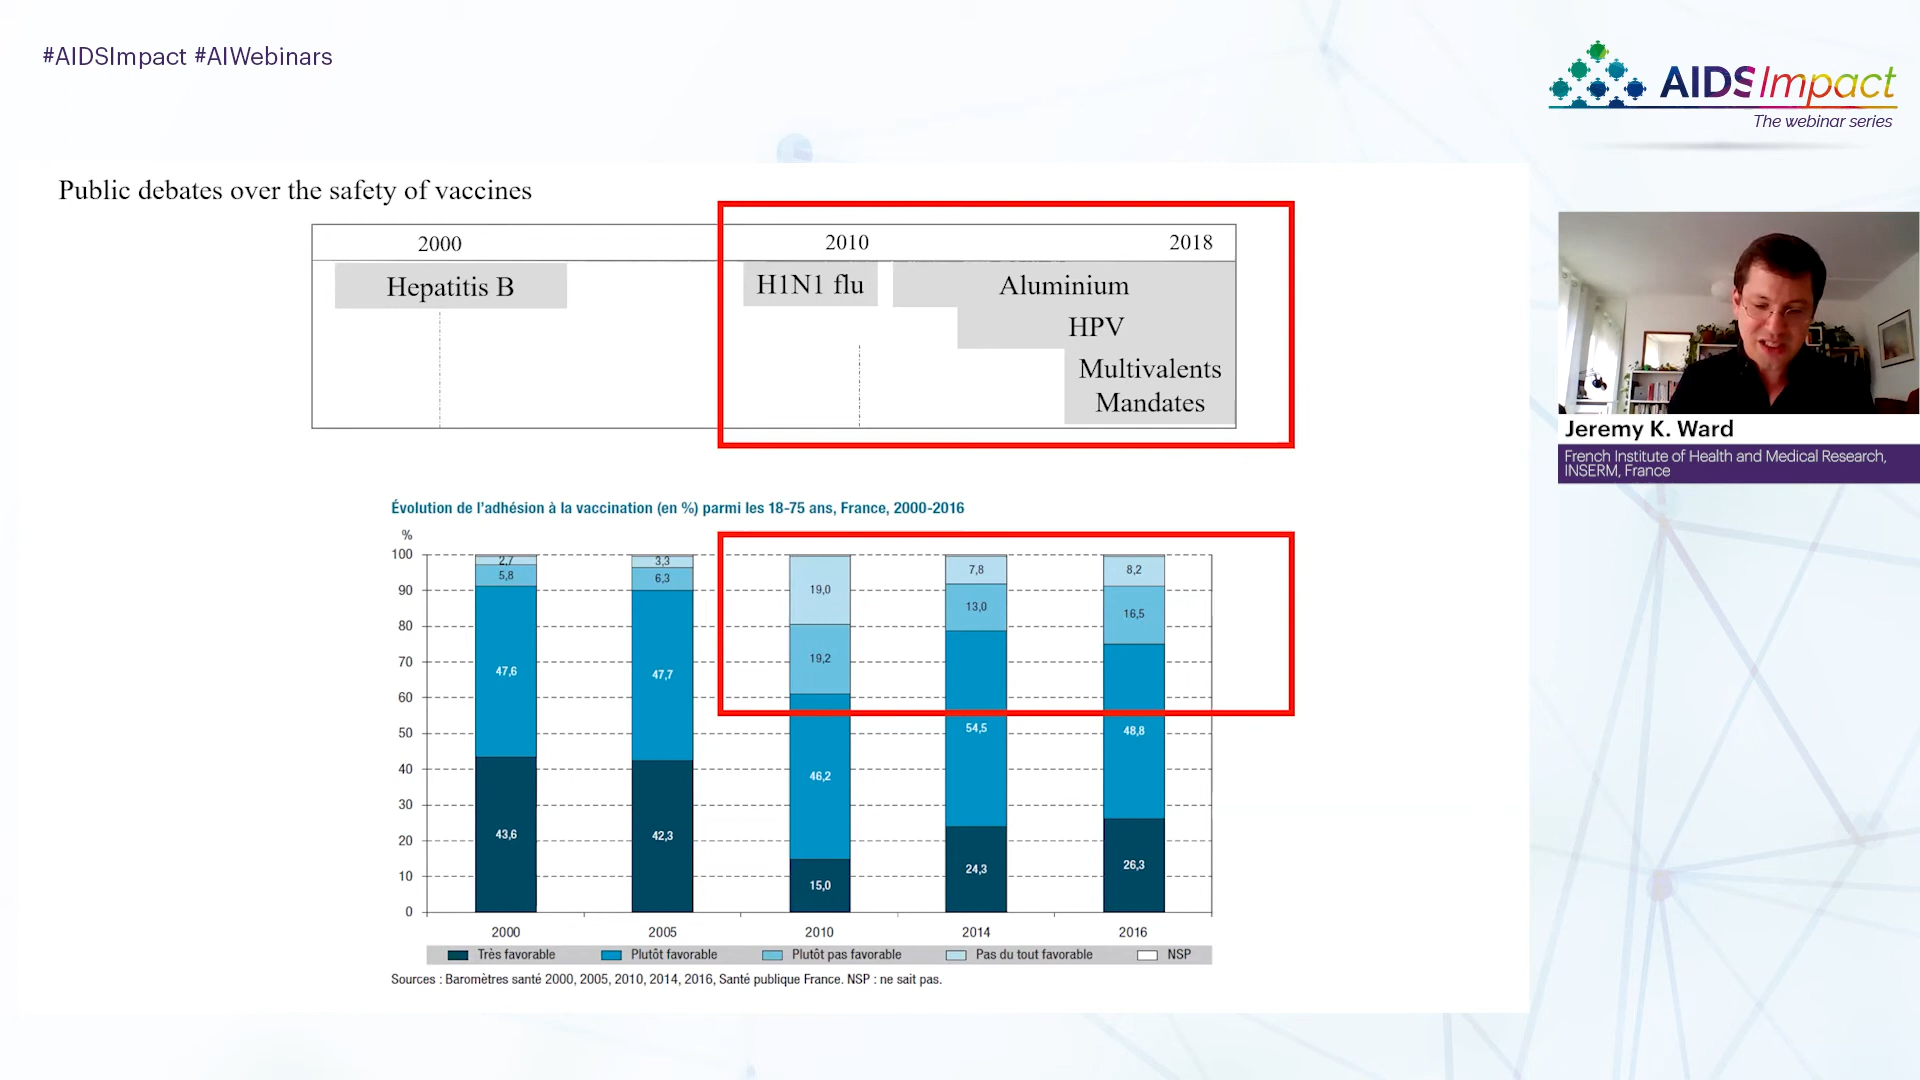 #AIDSImpact #AIWebinars
AIDSImpact
The webinar series
Public debates over the safety of vaccines
2000 2010 2018
Hepatitis B H1N1 flu Aluminium
HPV
Multivalents
Mandates
Jeremy K. Ward
French Institute of Health and Medical Research,
INSERM, France
Évolution de l’adhésion à la vaccination (en %) parmi les 18-75 ans, France, 2000-2016
%
100
90
80
70
60
50
40
30
20
10
0
2,7
5,8
47,6
43,6
3,3
6,3
47,7
42,3
19,0
19,2
46,2
15,0
7,8
13,0
54,5
24,3
8,2
16,5
48,8
26,3
2000 2005 2010 2014 2016
Très favorable Plutôt favorable Plutôt pas favorable Pas du tout favorable NSP
Sources : Baromètres santé 2000, 2005, 2010, 2014, 2016, Santé publique France. NSP : ne sait pas.